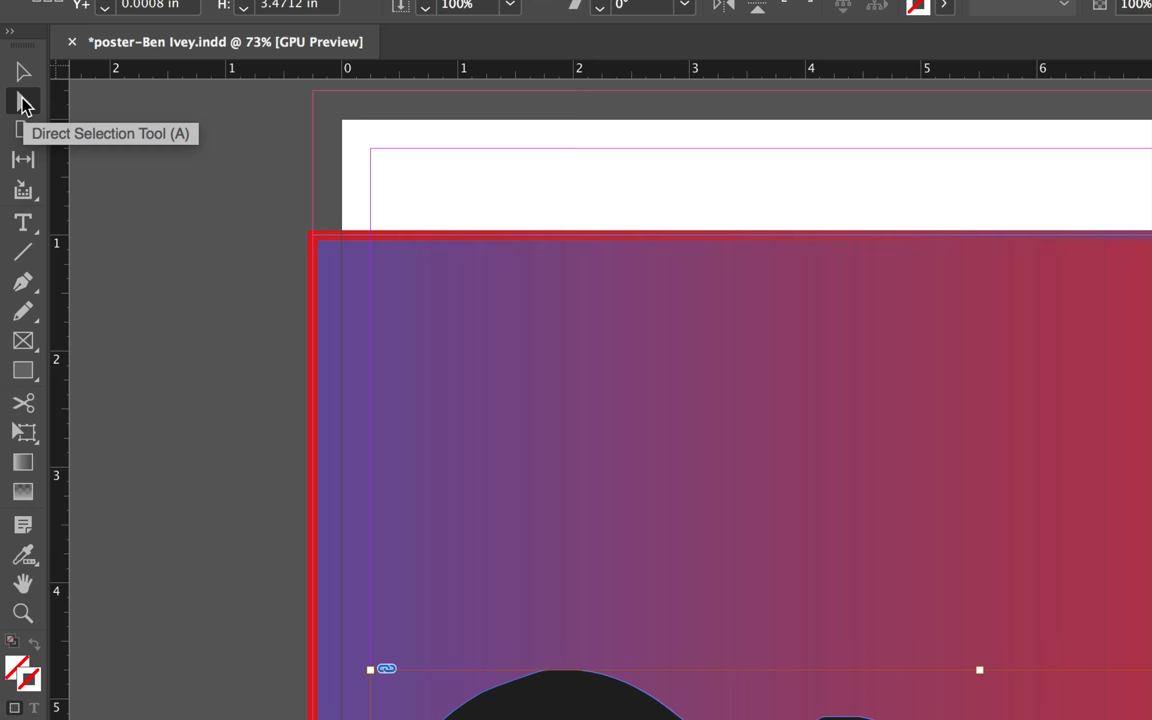 Y+ 0.0008 in H: 3.4712 in 100% 0° 100%
*poster-Ben Ivey.indd @ 73% [GPU Preview]
2 1 0 1 2 3 4 5 6
Direct Selection Tool (A)
1
2
3
4
5